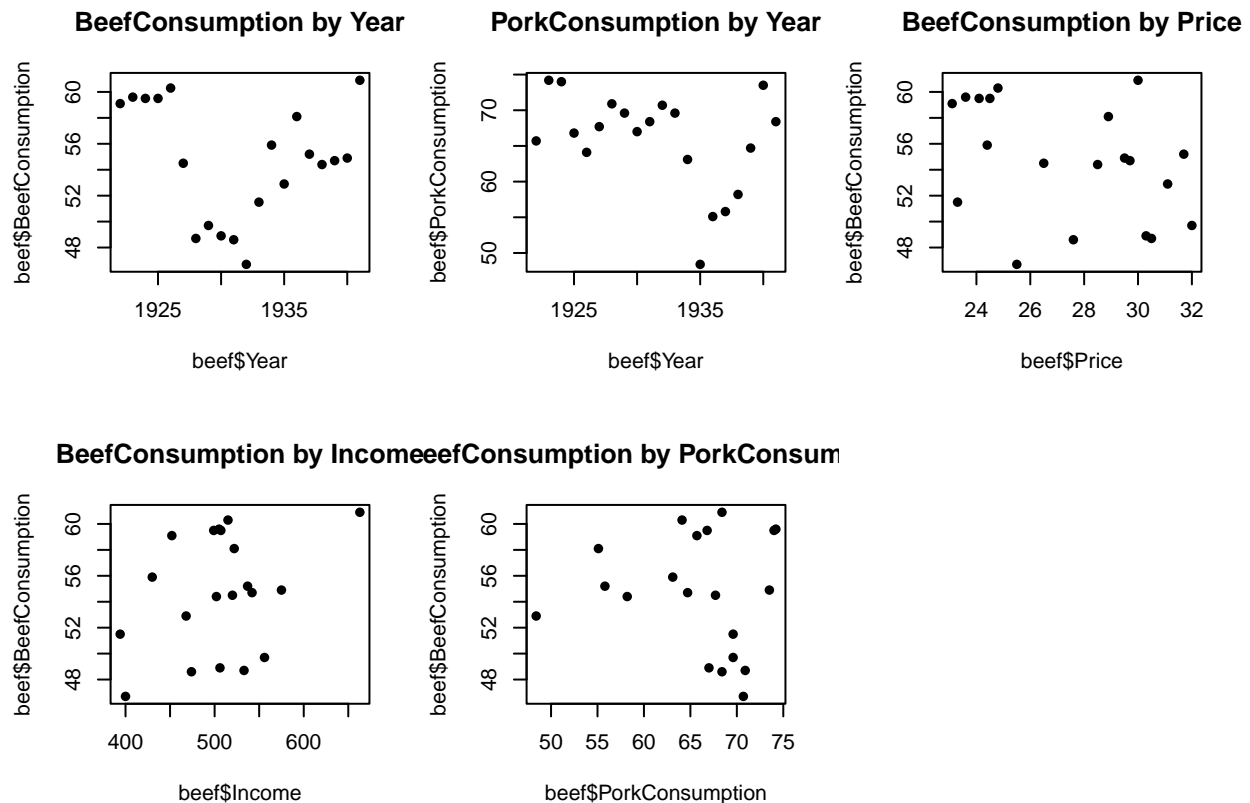 BeefConsumption by Year
beef$BeefConsumption
60
56
52
48
1925
1935
beef$Year
PorkConsumption by Year
beef$PorkConsumption
70
60
50
1925
1935
beef$Year
BeefConsumption by Price
beef$BeefConsumption
60
56
52
48
24 26 28 30 32
beef$Price
BeefConsumption by Income
beef$BeefConsumption
60
56
52
48
400 500 600
beef$Income
eefConsumption by PorkConsum
beef$BeefConsumption
60
56
52
48
50 55 60 65 70 75
beef$PorkConsumption